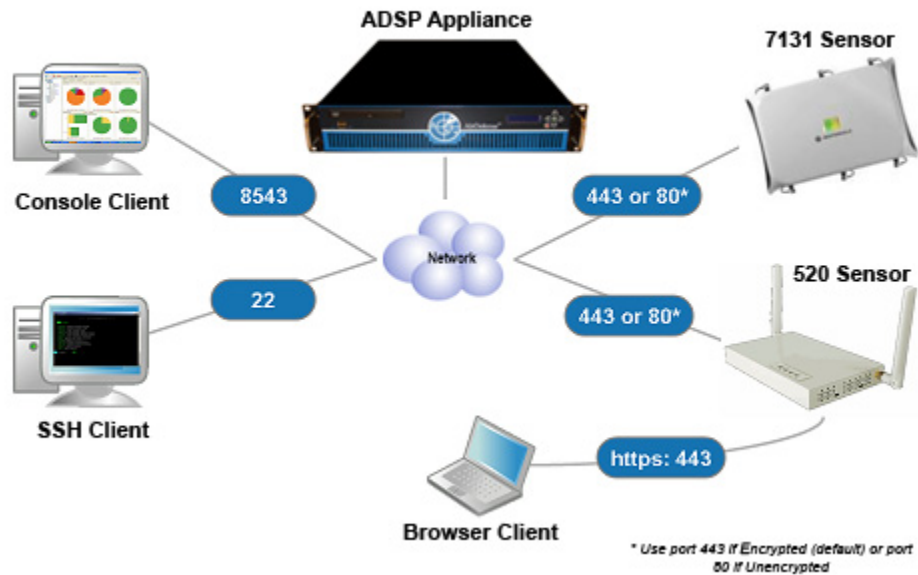 ADSP Appliance
7131 Sensor
Console Client
8543
443 or 80*
Network
22
443 or 80*
520 Sensor
SSH Client
https: 443
Browser Client
* Use port 443 if Encrypted (default) or port
80 if Unencrypted